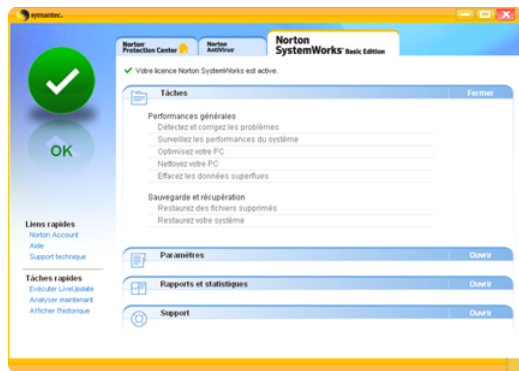 symantec.
Norton Protection Center
Norton AntiVirus
Norton SystemWorks Basic Edition
Votre licence Norton SystemWorks est active.
Tâches Fermer
Performances générales
Détectez et corrigez les problèmes
Surveillez les performances du système
Optimisez votre PC
Nettoyez votre PC
Effacez les données superflues
Sauvegarde et récupération
Restaurez des fichiers supprimés
Restaurez votre système
OK
Liens rapides
Norton Account
Aide
Support technique
Tâches rapides
Exécuter LiveUpdate
Analyser maintenant
Afficher l'historique
Paramètres Ouvrir
Rapports et statistiques Ouvrir
Support Ouvrir